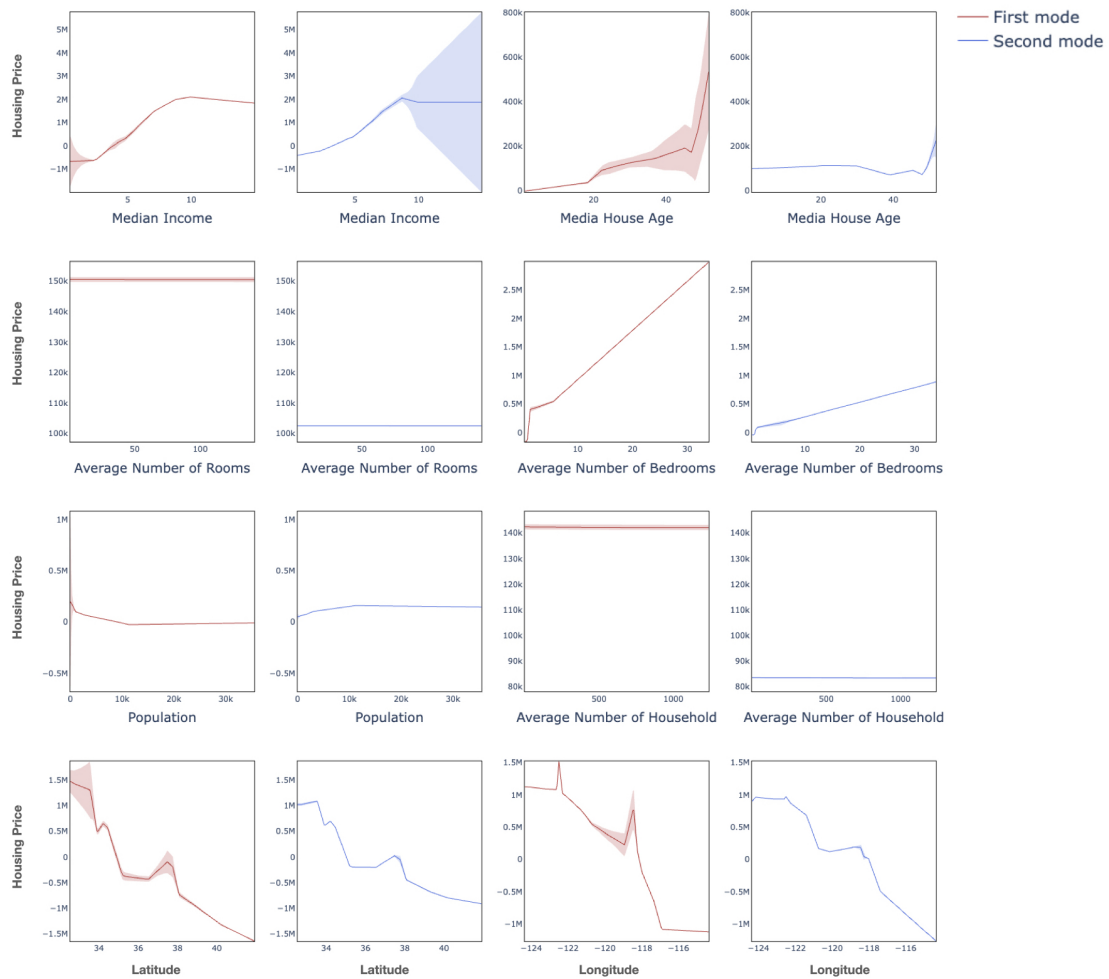 First mode
Second mode
Housing Price
5M
4M
3M
2M
1M
0
−1M
5
10
Median Income
5M
4M
3M
2M
1M
0
−1M
5
10
Median Income
800k
600k
400k
200k
0
20
40
Media House Age
800k
600k
400k
200k
0
20
40
Media House Age
Housing Price
150k
140k
130k
120k
110k
100k
50
100
Average Number of Rooms
150k
140k
130k
120k
110k
100k
50
100
Average Number of Rooms
2.5M
2M
1.5M
1M
0.5M
0
10
20
30
Average Number of Bedrooms
2.5M
2M
1.5M
1M
0.5M
0
10
20
30
Average Number of Bedrooms
Housing Price
1M
0.5M
0
−0.5M
0
10k
20k
30k
Population
1M
0.5M
0
−0.5M
0
10k
20k
30k
Population
140k
130k
120k
110k
100k
90k
80k
500
1000
Average Number of Household
140k
130k
120k
110k
100k
90k
80k
500
1000
Average Number of Household
Housing Price
1.5M
1M
0.5M
0
−0.5M
−1M
−1.5M
34
36
38
40
Latitude
1.5M
1M
0.5M
0
−0.5M
−1M
−1.5M
34
36
38
40
Latitude
1.5M
1M
0.5M
0
−0.5M
−1M
−124
−122
−120
−118
−116
Longitude
1.5M
1M
0.5M
0
−0.5M
−1M
−124
−122
−120
−118
−116
Longitude